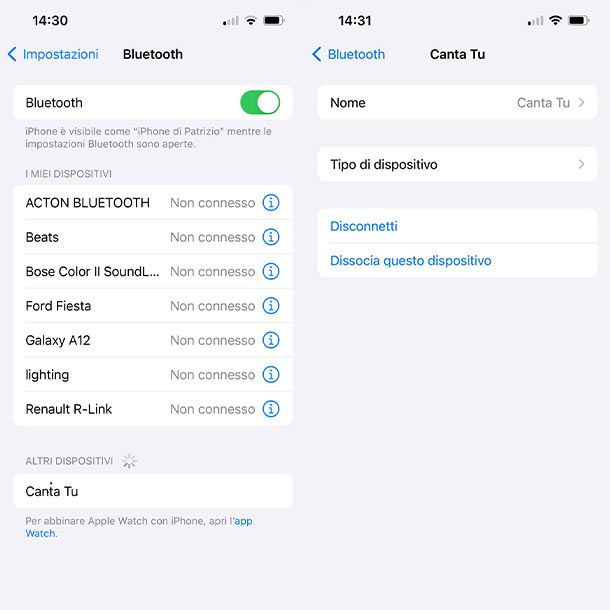 14:30
Impostazioni
Bluetooth
Bluetooth
iPhone è visibile come “iPhone di Patrizio” mentre le
impostazioni Bluetooth sono aperte.
I MIEI DISPOSITIVI
ACTON BLUETOOTH Non connesso
Beats Non connesso
Bose Color II SoundL... Non connesso
Ford Fiesta Non connesso
Galaxy A12 Non connesso
lighting Non connesso
Renault R-Link Non connesso
ALTRI DISPOSITIVI
Canta Tu
Per abbinare Apple Watch con iPhone, apri l’app
Watch.
14:31
Bluetooth
Canta Tu
Nome Canta Tu
Tipo di dispositivo
Disconnetti
Dissocia questo dispositivo